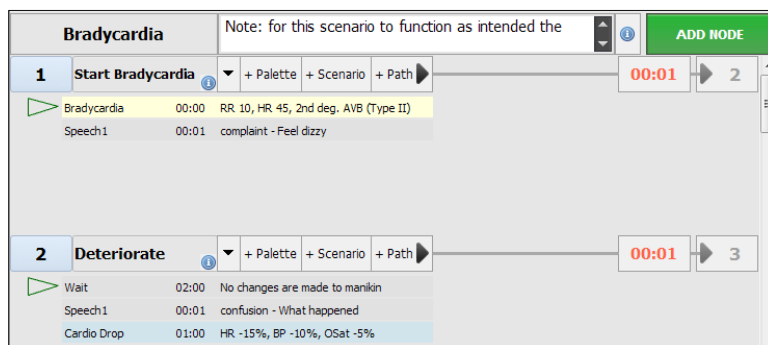 Bradycardia
Note: for this scenario to function as intended the
ADD NODE
1 Start Bradycardia + Palette + Scenario + Path 00:01 2
Bradycardia 00:00 RR 10, HR 45, 2nd deg. AVB (Type II)
Speech1 00:01 complaint - Feel dizzy
2 Deteriorate + Palette + Scenario + Path 00:01 3
Wait 02:00 No changes are made to manikin
Speech1 00:01 confusion - What happened
Cardio Drop 01:00 HR -15%, BP -10%, OSat -5%